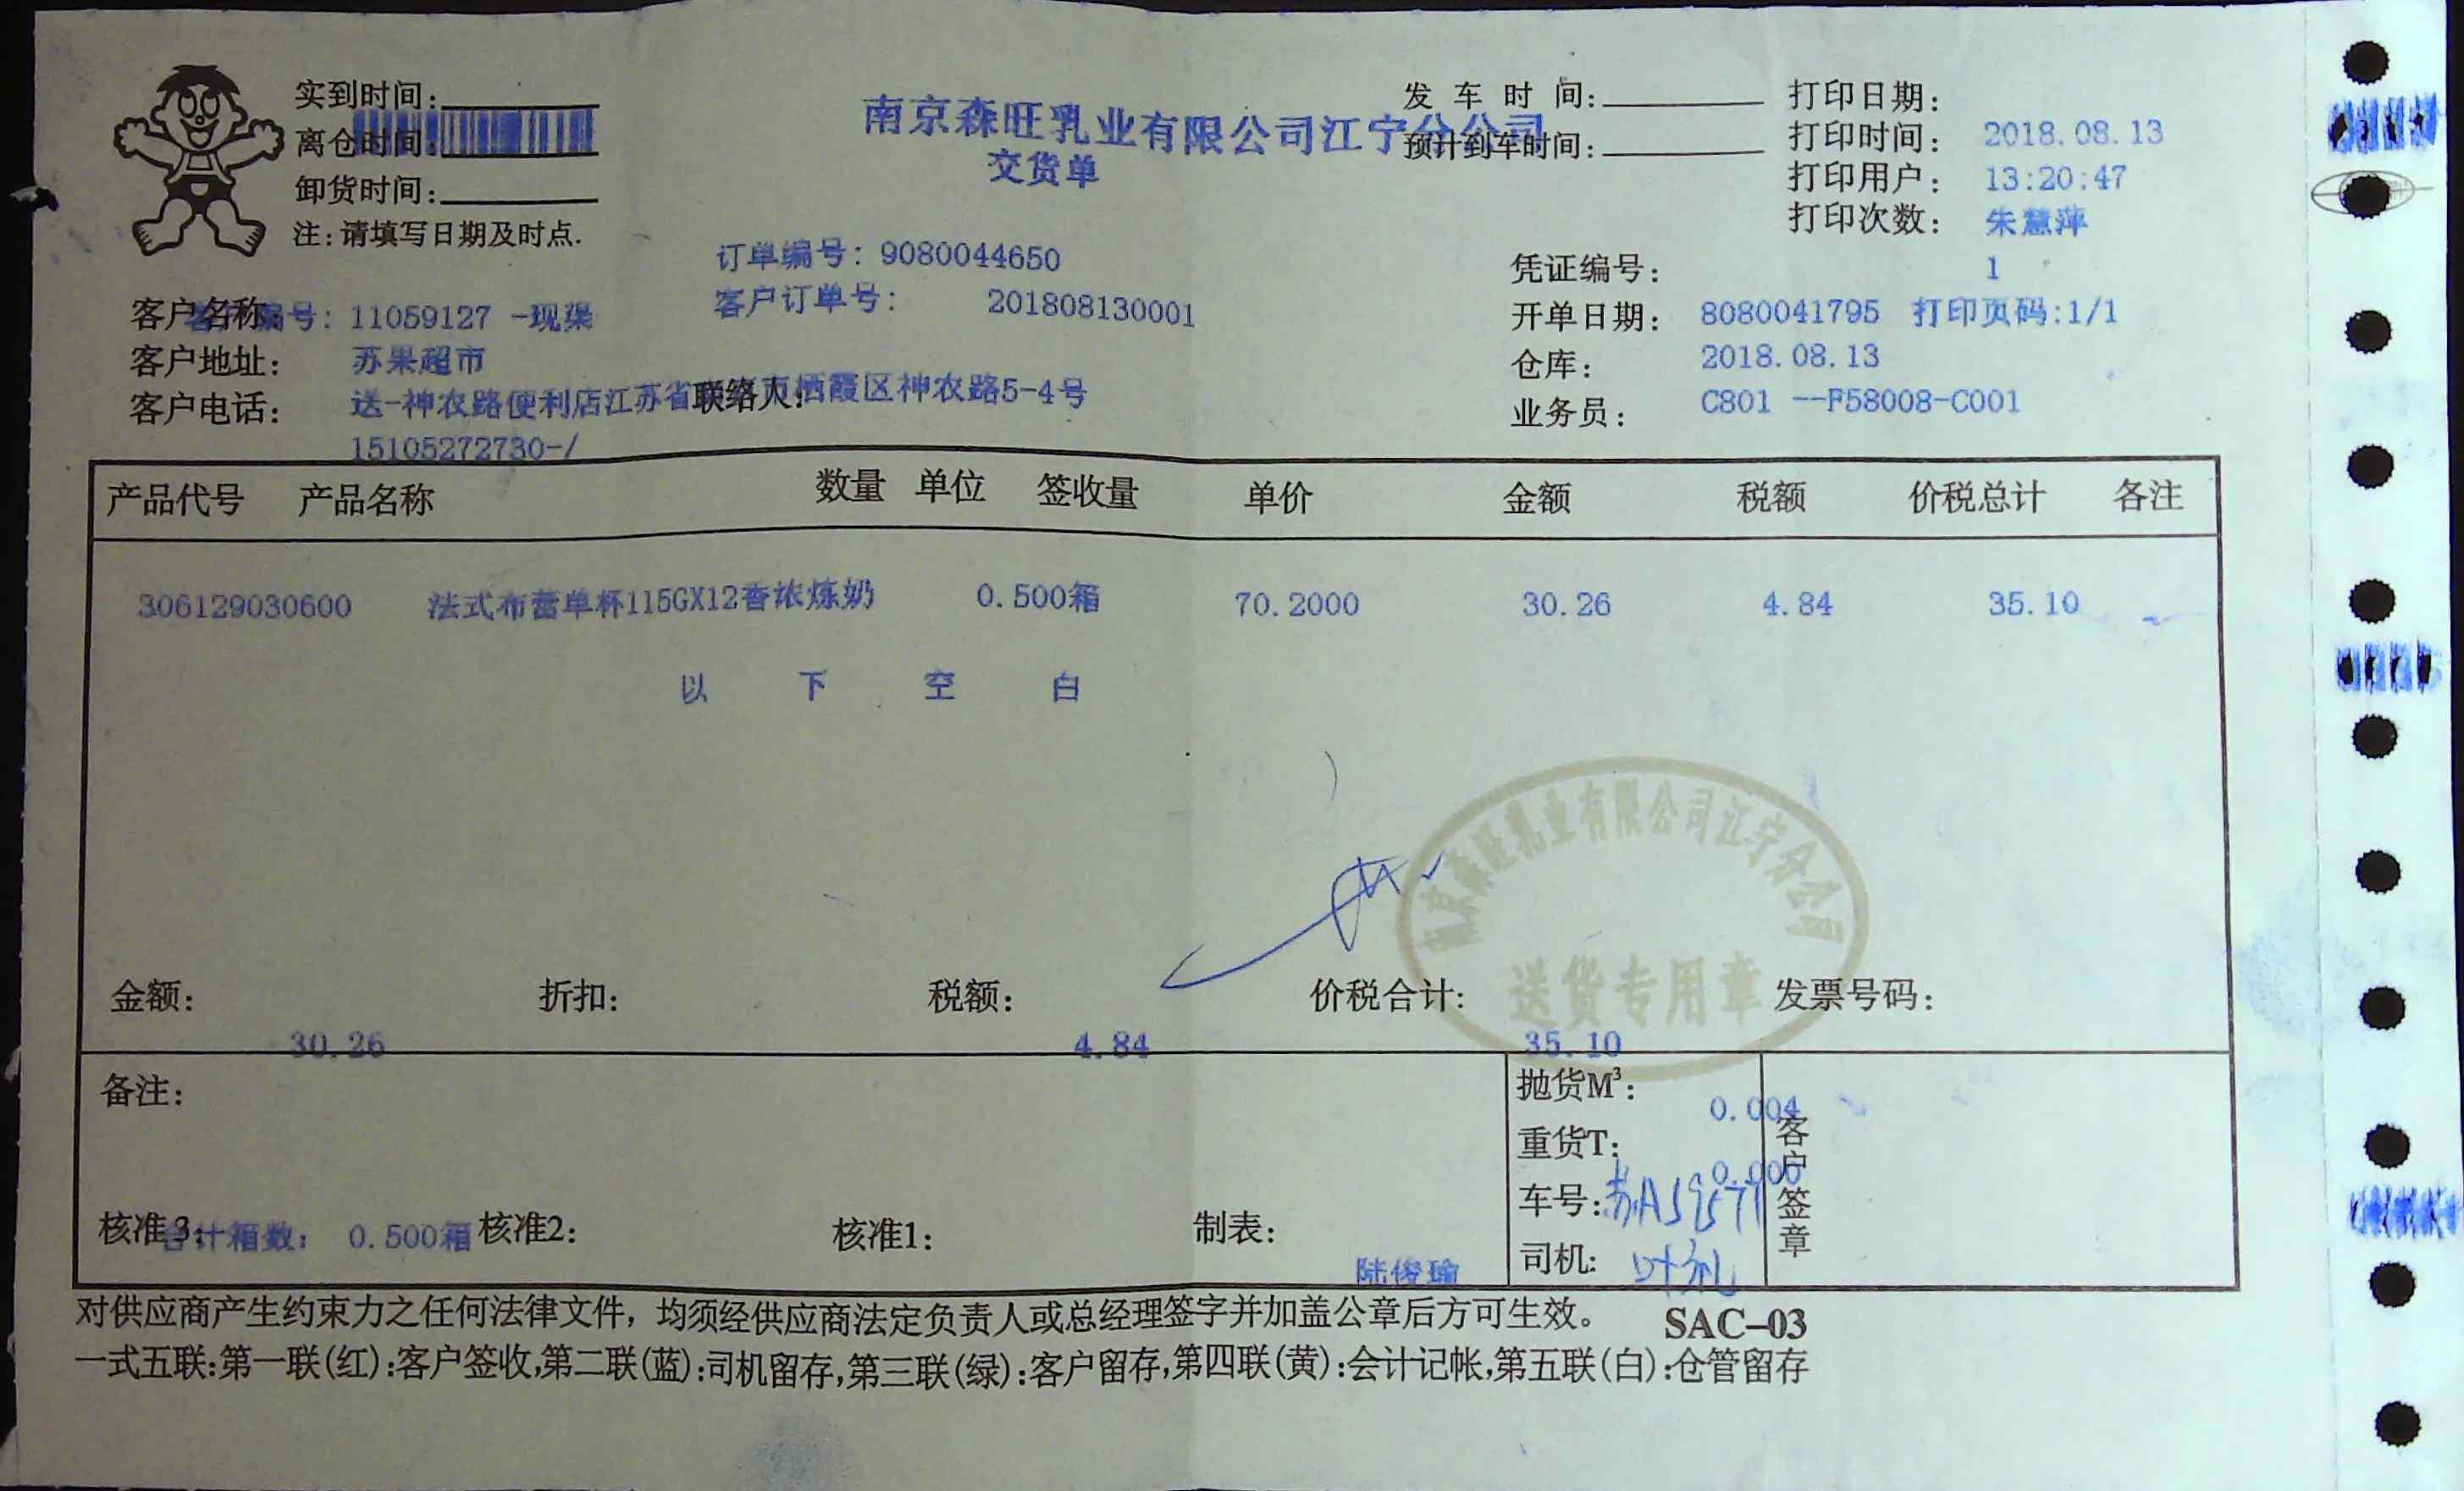 实到时间:
离仓时间:
卸货时间:
注:请填写日期及时点.
南京森旺乳业有限公司江宁分公司
交货单
发车时间:
预计到车时间:
打印日期:
打印时间: 2018.08.13
打印用户: 13:20:47
打印次数: 朱慧萍
1
订单编号: 9080044650
客户订单号: 201808130001
凭证编号:
开单日期: 8080041795 打印页码:1/1
仓库: 2018.08.13
业务员: C801 --F58008-C001
客户名称:
客户编号: 11059127 -现渠
客户地址: 苏果超市
客户电话: 送-神农路便利店江苏省 栖霞区神农路5-4号
联络人:
15105272730-/
产品代号 产品名称 数量 单位 签收量 单价 金额 税额 价税总计 各注
306129030600 法式布蕾单杯115GX12香浓炼奶 0.500箱 70.2000 30.26 4.84 35.10
以下空白
南京森旺乳业有限公司江宁分公司
送货专用章
金额: 折扣: 税额: 价税合计: 发票号码:
30.26 4.84 35.10
备注:
抛货M³: 0.004
重货T: 0.000
车号:
司机:
客户签章
核准3: 核准2: 核准1: 制表:
合计箱数: 0.500箱
陆俊瑜
对供应商产生约束力之任何法律文件，均须经供应商法定负责人或总经理签字并加盖公章后方可生效。 SAC-03
一式五联:第一联(红):客户签收,第二联(蓝):司机留存,第三联(绿):客户留存,第四联(黄):会计记帐,第五联(白):仓管留存